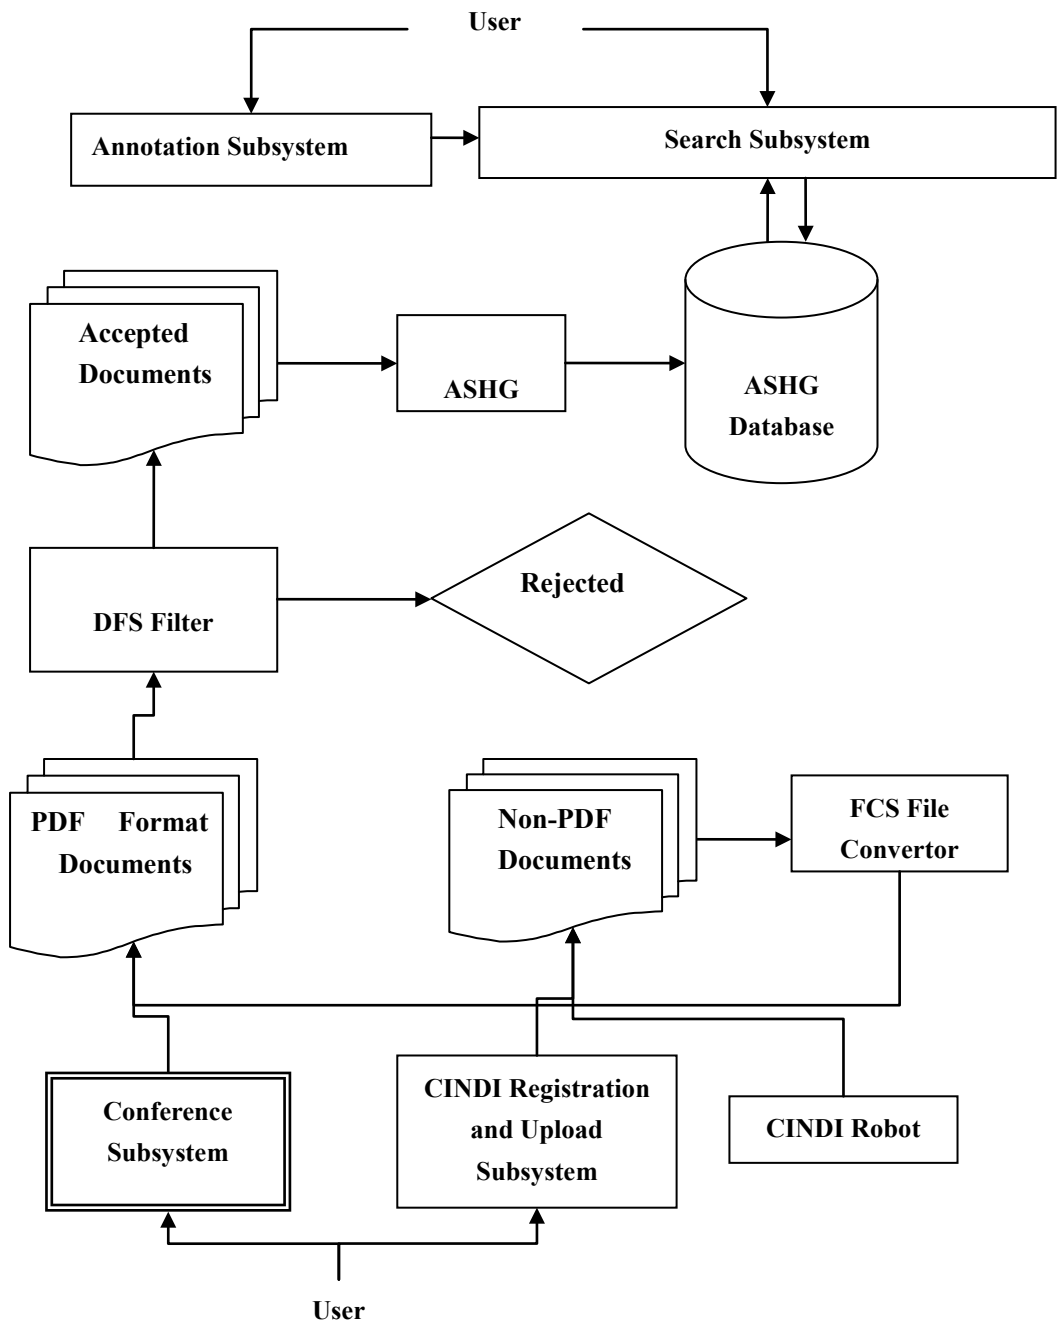 User
Annotation Subsystem
Search Subsystem
Accepted
Documents
ASHG
ASHG
Database
Rejected
DFS Filter
PDF Format
Documents
Non-PDF
Documents
FCS File
Convertor
Conference
Subsystem
CINDI Registration
and Upload
Subsystem
CINDI Robot
User